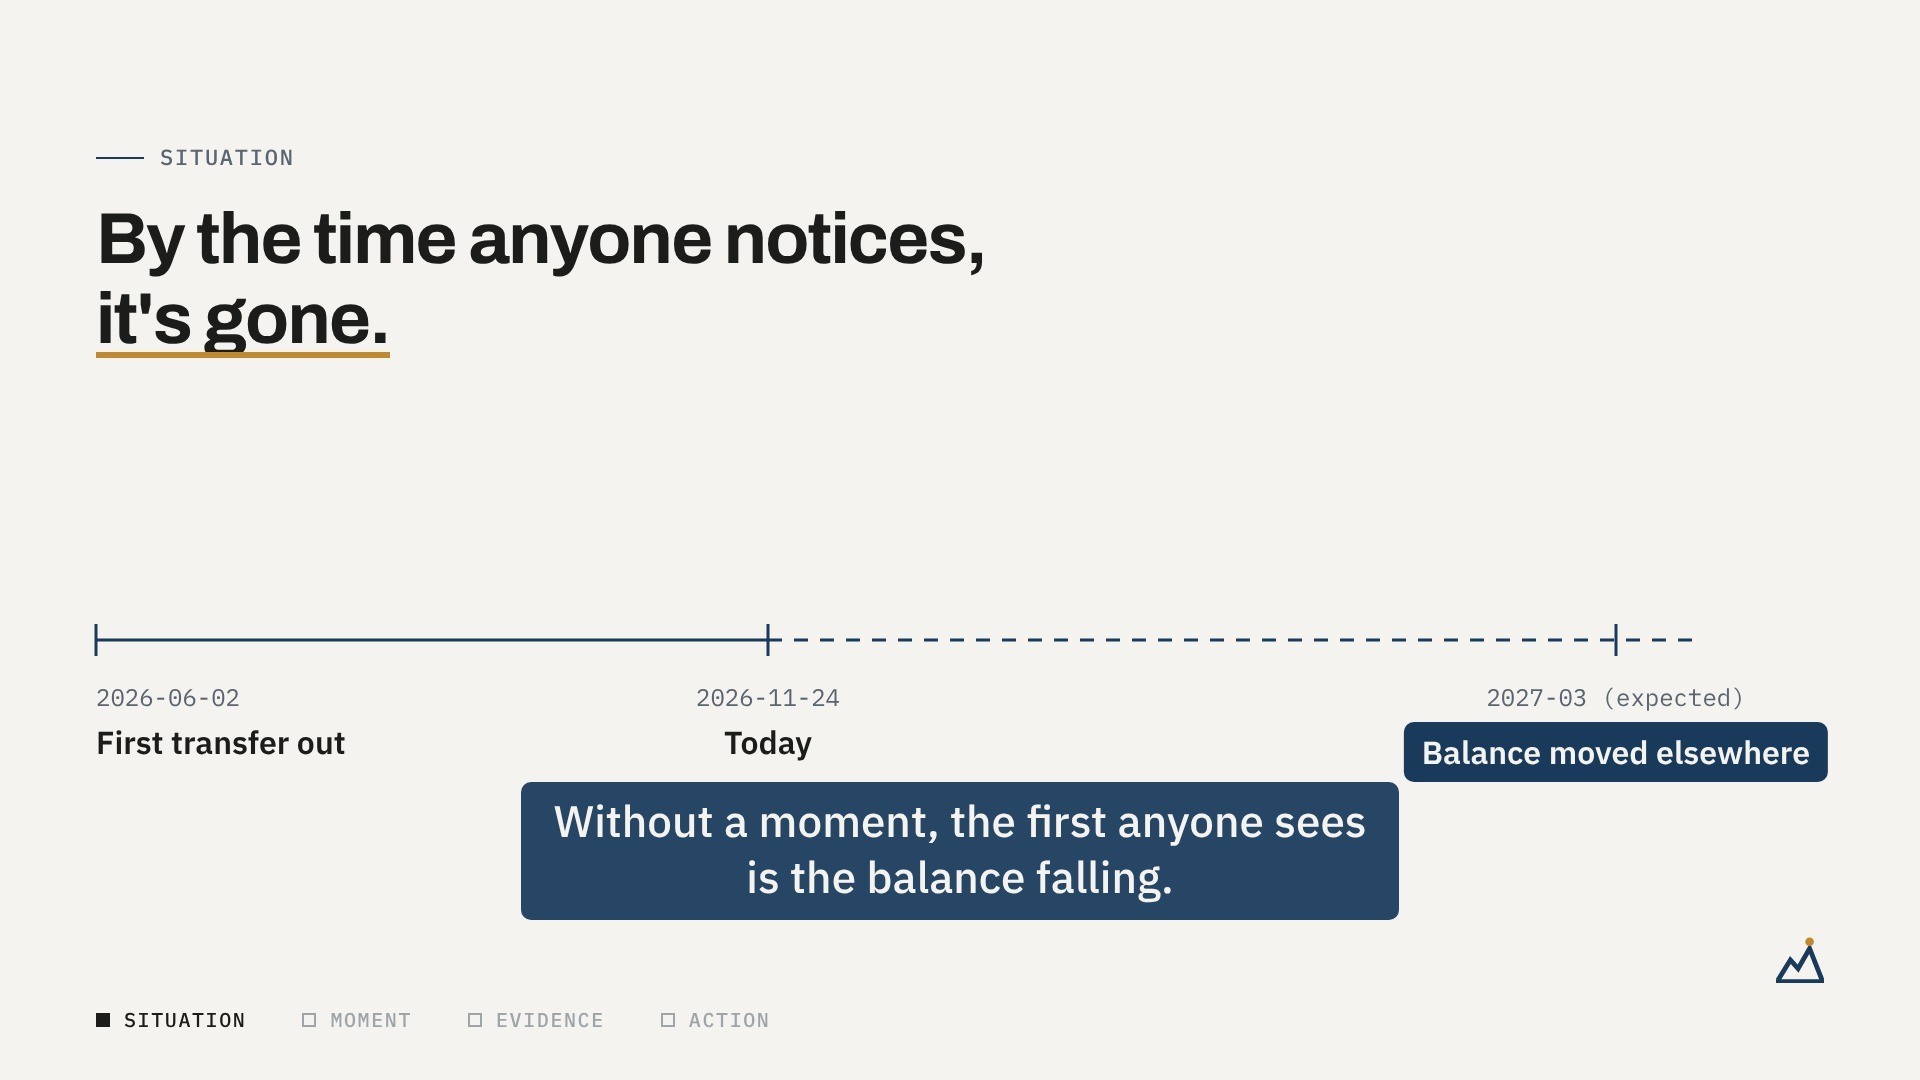 SITUATION
By the time anyone notices,
it's gone.
2026-06-02
First transfer out
2026-11-24
Today
2027-03 (expected)
Balance moved elsewhere
Without a moment, the first anyone sees
is the balance falling.
SITUATION
MOMENT
EVIDENCE
ACTION